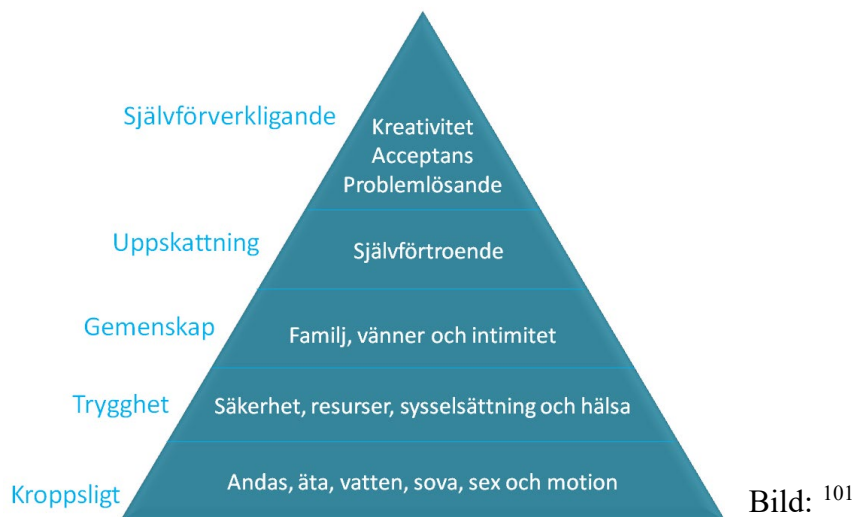 Självförverkligande
Kreativitet
Acceptans
Problemlösande
Uppskattning
Självförtroende
Gemenskap
Familj, vänner och intimitet
Trygghet
Säkerhet, resurser, sysselsättning och hälsa
Kroppsligt
Andas, äta, vatten, sova, sex och motion
Bild: 101